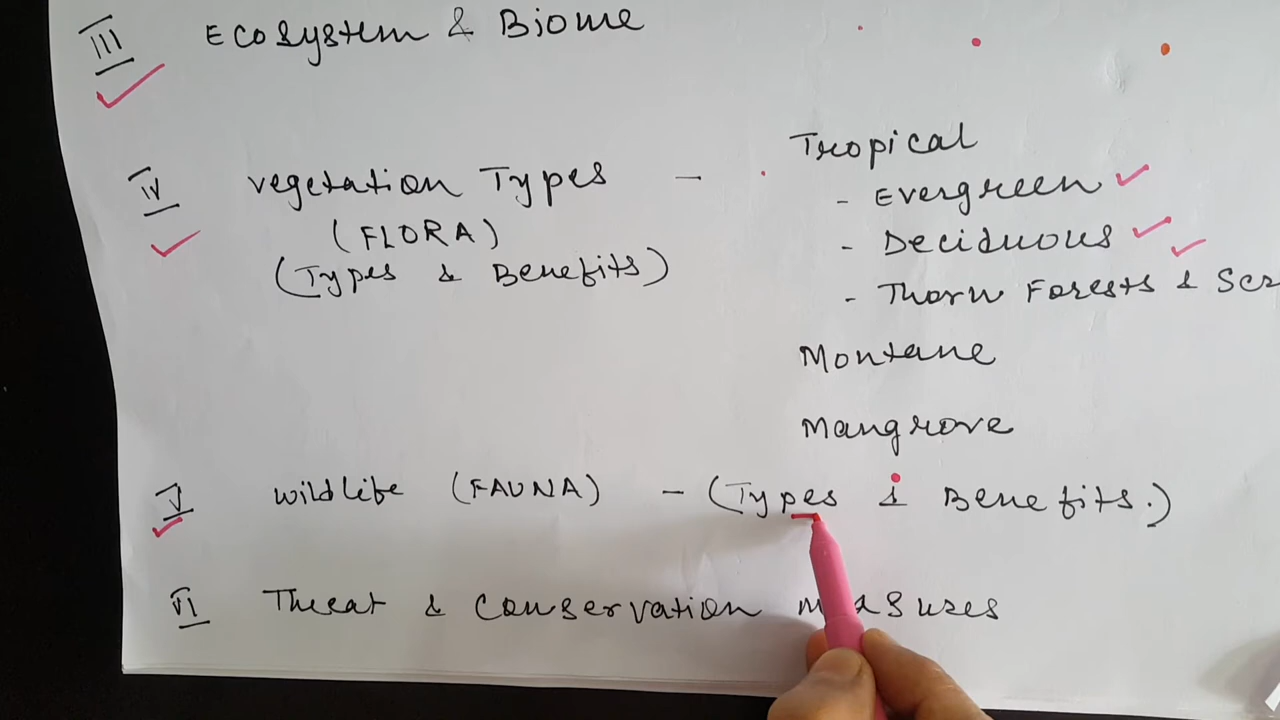 III Ecosystem & Biome
IV Vegetation Types - Tropical
(FLORA)
(Types & Benefits)
- Evergreen
- Deciduous
- Thorn Forests &
Montane
Mangrove
V Wildlife (FAUNA) - (Types & Benefits.)
VI Threat & Conservation